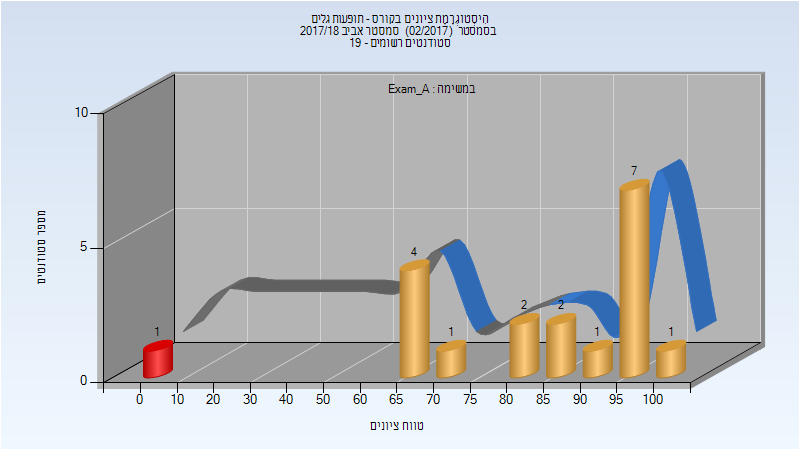 היסטוגרמת ציונים בקורס - תופעות גלים
בסמסטר (02/2017) סמסטר אביב 2017/18
סטודנטים רשומים - 19
במשימה : Exam_A
מספר סטודנטים
10
5
0
1
4
1
2
2
1
7
1
0 10 20 30 40 50 60 65 70 75 80 85 90 95 100
טווח ציונים